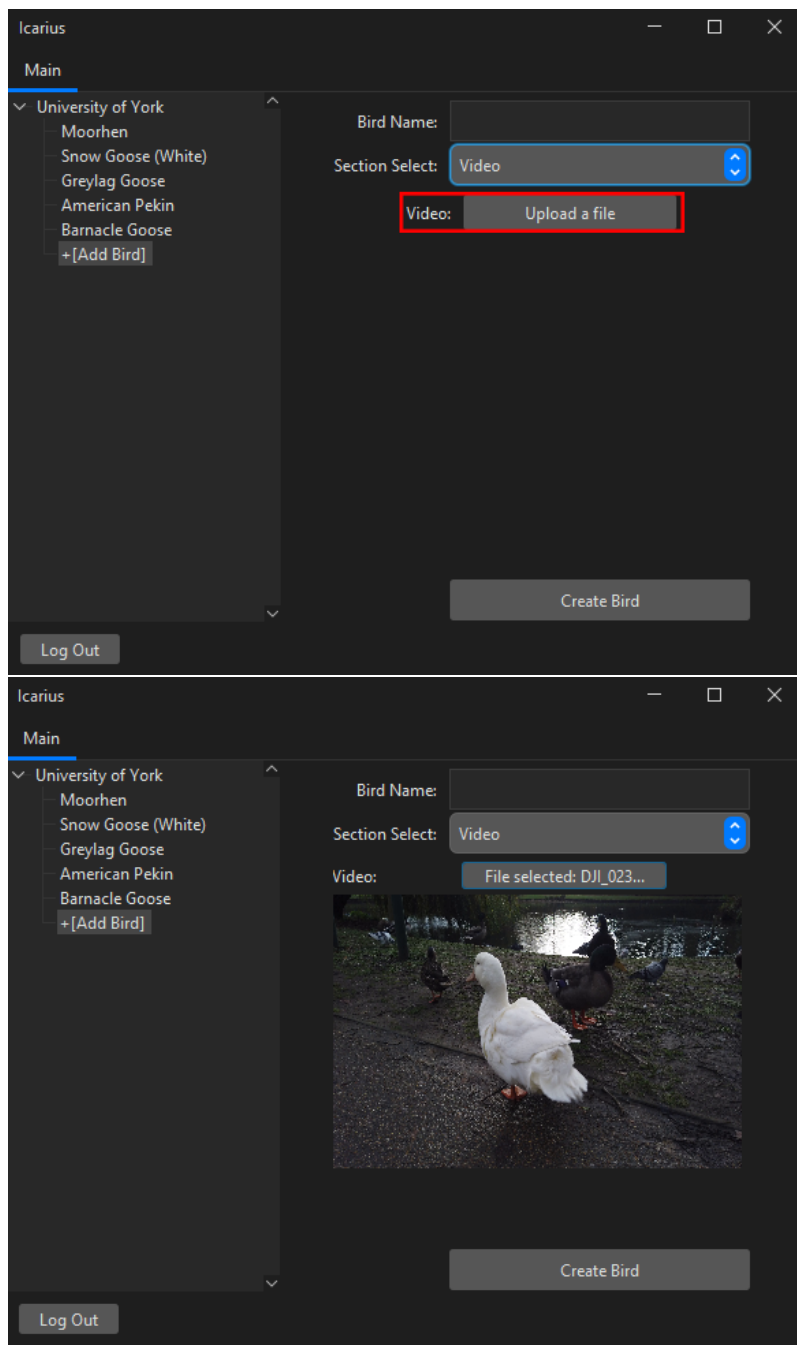 Icarius
Main
University of York
Moorhen
Snow Goose (White)
Greylag Goose
American Pekin
Barnacle Goose
+[Add Bird]
Bird Name:
Section Select: Video
Video: Upload a file
Create Bird
Log Out
Icarius
Main
University of York
Moorhen
Snow Goose (White)
Greylag Goose
American Pekin
Barnacle Goose
+[Add Bird]
Bird Name:
Section Select: Video
Video: File selected: DJI_023...
Create Bird
Log Out